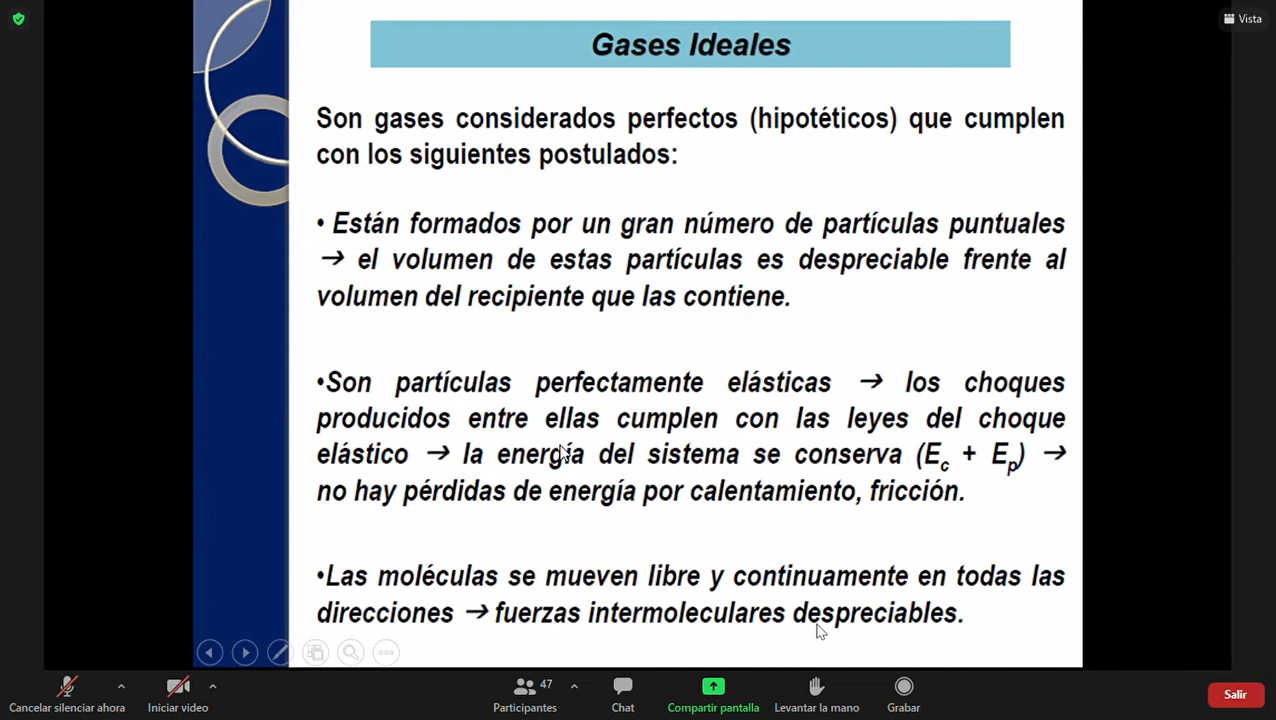 Vista
Gases Ideales
Son gases considerados perfectos (hipotéticos) que cumplen
con los siguientes postulados:
• Están formados por un gran número de partículas puntuales
→ el volumen de estas partículas es despreciable frente al
volumen del recipiente que las contiene.
•Son partículas perfectamente elásticas → los choques
producidos entre ellas cumplen con las leyes del choque
elástico → la energía del sistema se conserva (Ec + Ep) →
no hay pérdidas de energía por calentamiento, fricción.
•Las moléculas se mueven libre y continuamente en todas las
direcciones → fuerzas intermoleculares despreciables.
47
Cancelar silenciar ahora Iniciar video Participantes Chat Compartir pantalla Levantar la mano Grabar Salir